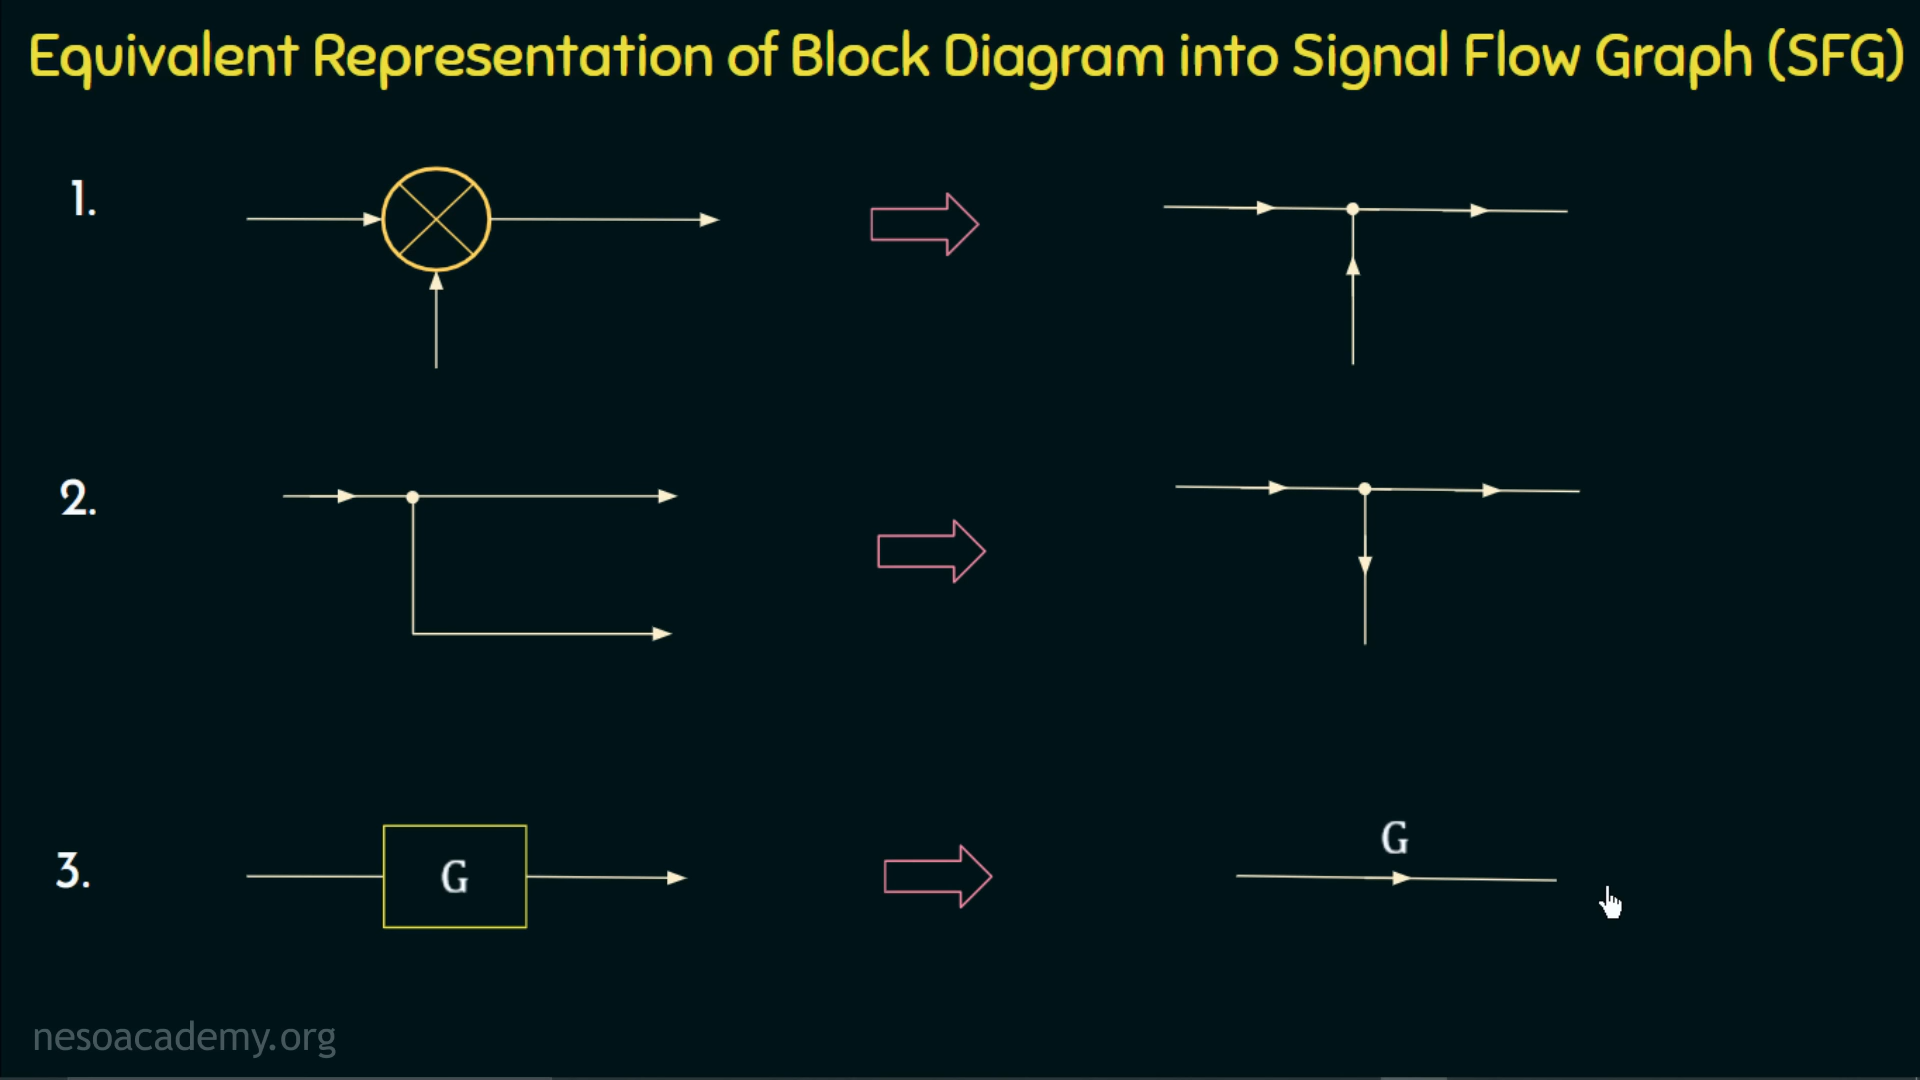 Equivalent Representation of Block Diagram into Signal Flow Graph (SFG)
1.
2.
3.
G
G
nesoacademy.org